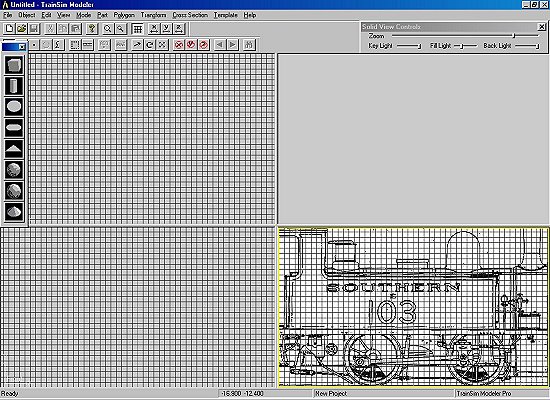 Untitled - TrainSim Modeler
File Object Edit View Mode Part Polygon Transform Cross Section Template Help
Solid View Controls
Zoom
Key Light Fill Light Back Light
SOUTHERN
103
Ready -16.900 -12.400 New Project TrainSim Modeler Pro